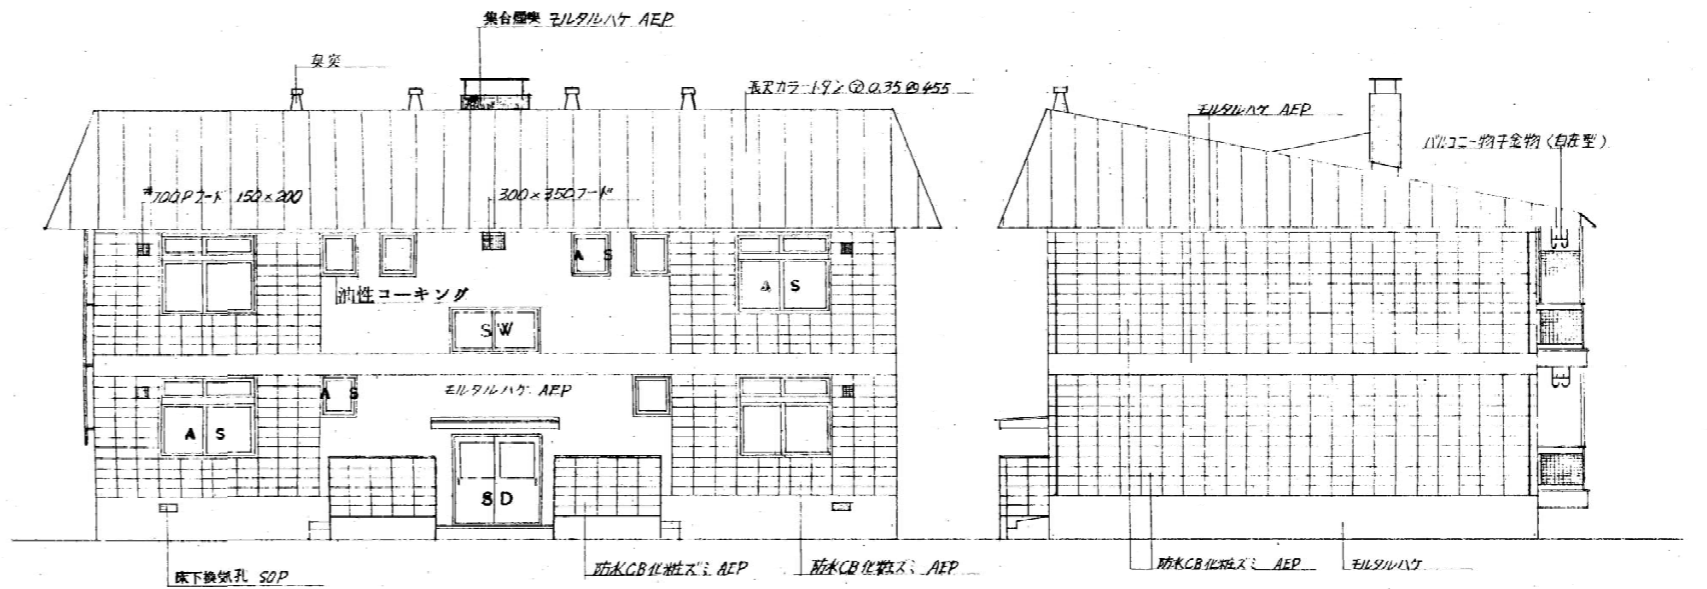 集合煙突 モルタルハケ AEP
臭突
長尺カラートタン ⑦0.35 @455
モルタルハケ AEP
バルコニー物干金物(自在型)
#700Pフード 150×200
300×350フード
A S
A S
油性コーキング
SW
A S
モルタルハケ AEP
A S
SD
床下換気孔 SOP
防水CB化粧ズミ AEP
防水CB化粧ズミ AEP
防水CB化粧ズミ AEP
モルタルハケ